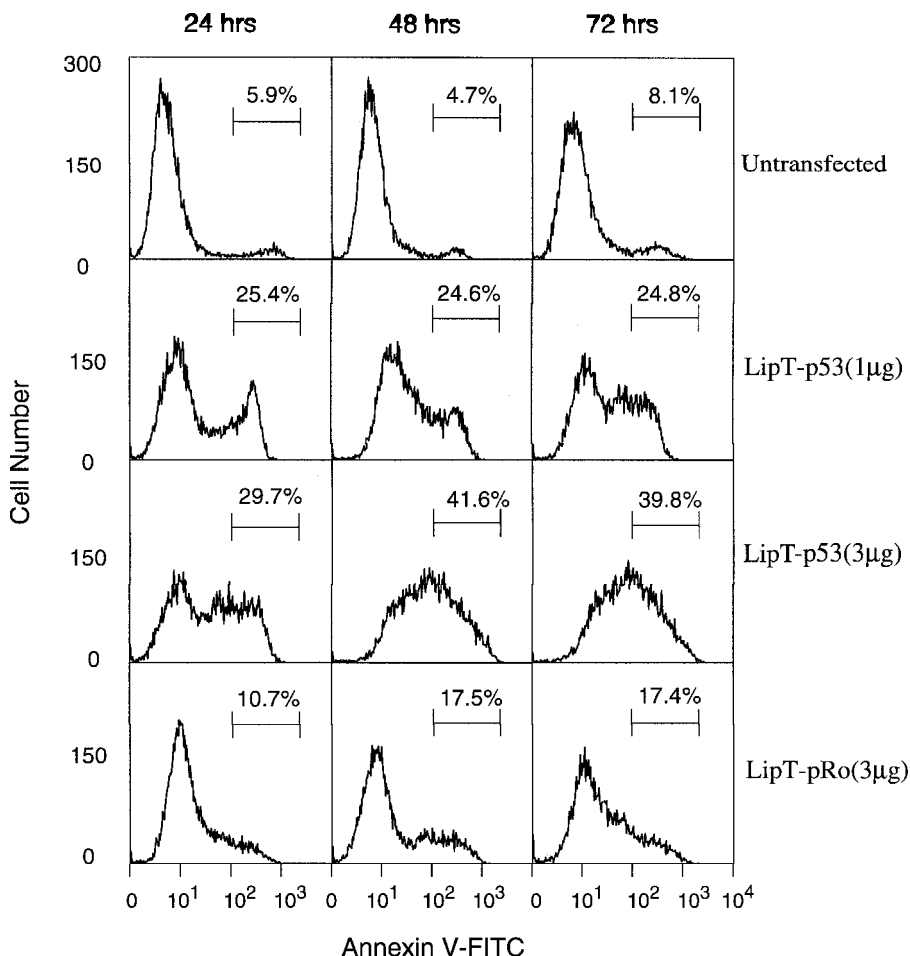 24 hrs 48 hrs 72 hrs
300
5.9% 4.7% 8.1%
150
Untransfected
0
25.4% 24.6% 24.8%
150
LipT-p53(1µg)
0
Cell Number
29.7% 41.6% 39.8%
150
LipT-p53(3µg)
0
10.7% 17.5% 17.4%
150
LipT-pRo(3µg)
0
0 10¹ 10² 10³ 0 10¹ 10² 10³ 0 10¹ 10² 10³ 10⁴
Annexin V-FITC